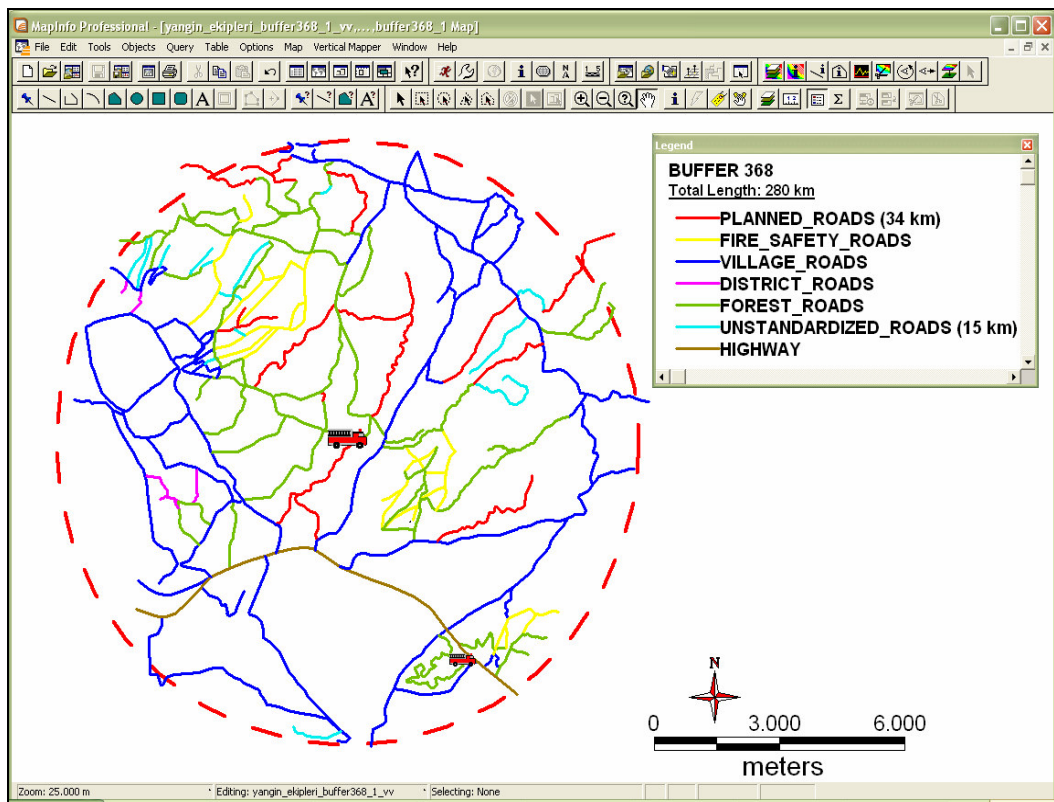 MapInfo Professional - [yangin_ekipleri_buffer368_1_vv,...,buffer368_1 Map]
File Edit Tools Objects Query Table Options Map Vertical Mapper Window Help
Legend
BUFFER 368
Total Length: 280 km
PLANNED_ROADS (34 km)
FIRE_SAFETY_ROADS
VILLAGE_ROADS
DISTRICT_ROADS
FOREST_ROADS
UNSTANDARDIZED_ROADS (15 km)
HIGHWAY
N
0 3.000 6.000
meters
Zoom: 25.000 m Editing: yangin_ekipleri_buffer368_1_vv Selecting: None